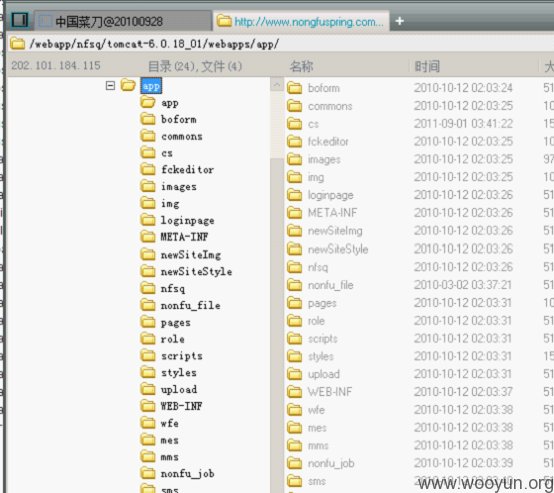 中国菜刀@20100928
http://www.nongfuspring.com...
+
/webapp/nfsq/tomcat-6.0.18_01/webapps/app/
202.101.184.115 目录(24),文件(4) 名称 时间
app
app boform 2010-10-12 02:03:24 51
boform commons 2010-10-12 02:03:25 10
commons cs 2011-09-01 03:41:22 15
cs fckeditor 2010-10-12 02:03:25 10
fckeditor images 2010-10-12 02:03:25 97
images img 2010-10-12 02:03:25 10
img loginpage 2010-10-12 02:03:26 51
loginpage META-INF 2010-10-12 02:03:26 51
META-INF newSiteImg 2010-10-12 02:03:26 51
newSiteImg newSiteStyle 2010-10-12 02:03:26 51
newSiteStyle nfsq 2010-10-12 02:03:26 51
nfsq nonfu_file 2010-03-02 03:37:21 51
nonfu_file pages 2010-10-12 02:03:31 10
pages role 2010-10-12 02:03:31 51
role scripts 2010-10-12 02:03:31 51
scripts styles 2010-10-12 02:03:31 15
styles upload 2010-10-12 02:03:31 51
upload WEB-INF 2010-10-12 02:03:37 51
WEB-INF wfe 2010-10-12 02:03:38 51
wfe mes 2010-10-12 02:03:38 51
mes mms 2010-10-12 02:03:38 51
mms nonfu_job 2010-10-12 02:03:39 51
nonfu_job sms
sms
www.wooyun.org